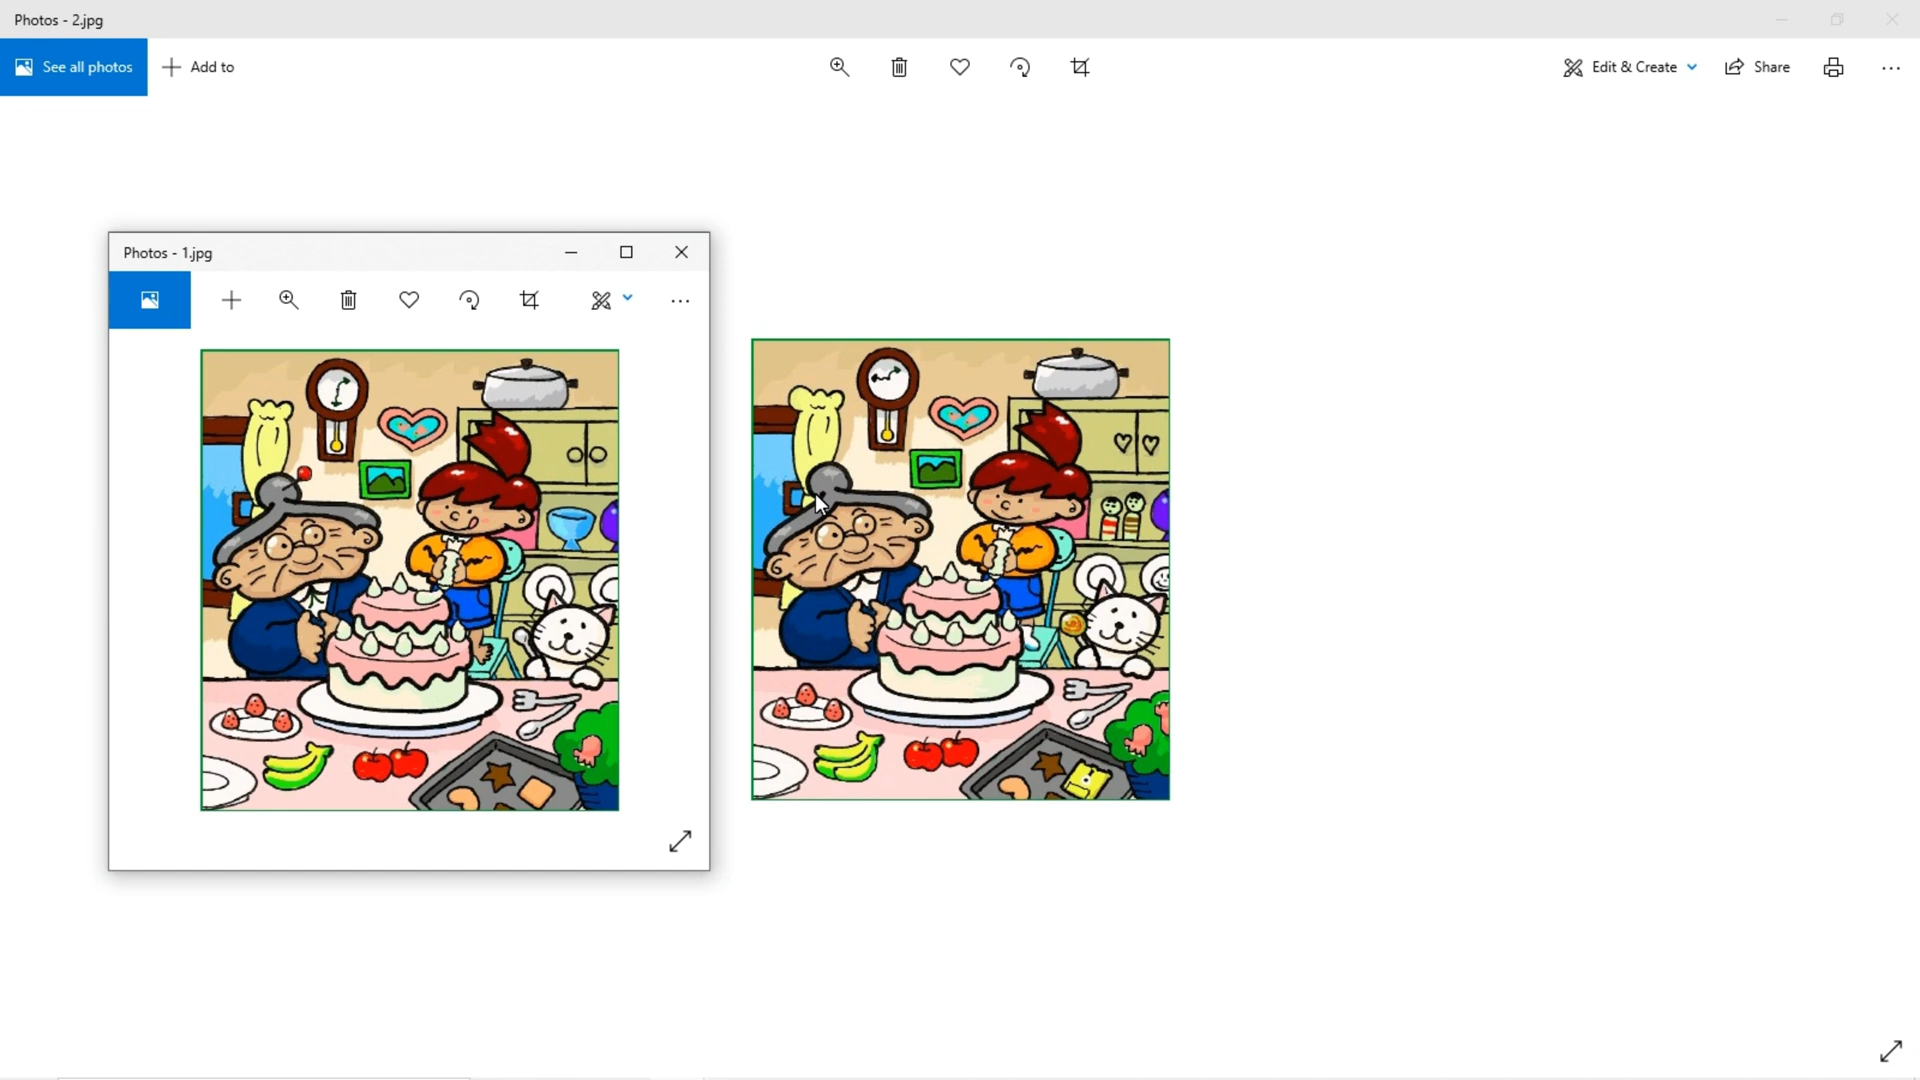 Photos - 2.jpg
See all photos
Add to
Edit & Create
Share
Photos - 1.jpg